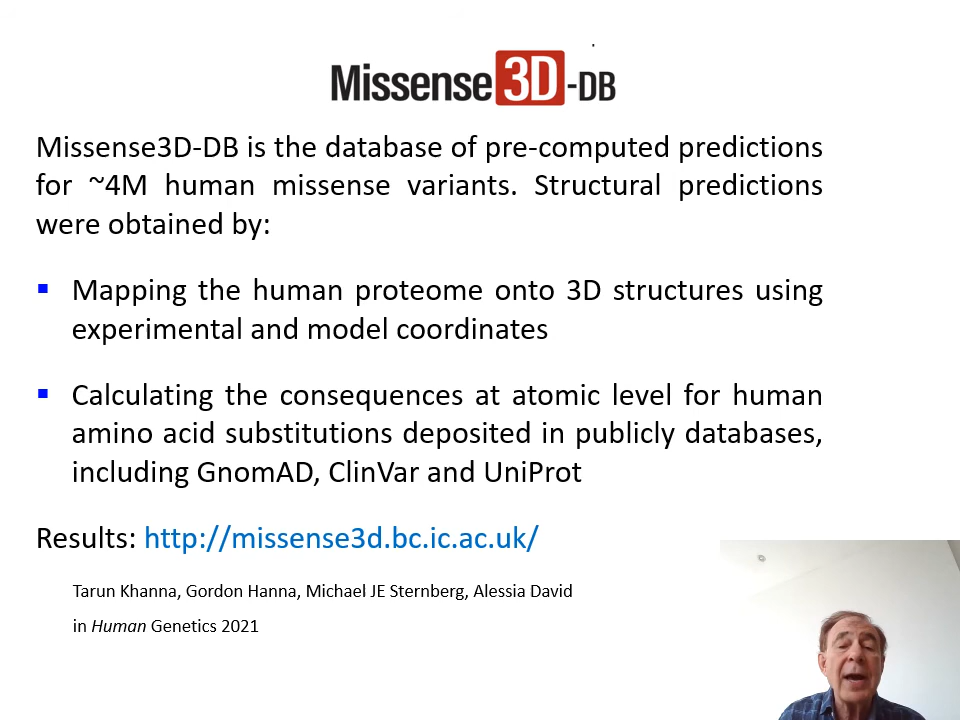 Missense3D-DB
Missense3D-DB is the database of pre-computed predictions
for ~4M human missense variants. Structural predictions
were obtained by:
Mapping the human proteome onto 3D structures using
experimental and model coordinates
Calculating the consequences at atomic level for human
amino acid substitutions deposited in publicly databases,
including GnomAD, ClinVar and UniProt
Results: http://missense3d.bc.ic.ac.uk/
Tarun Khanna, Gordon Hanna, Michael JE Sternberg, Alessia David
in Human Genetics 2021